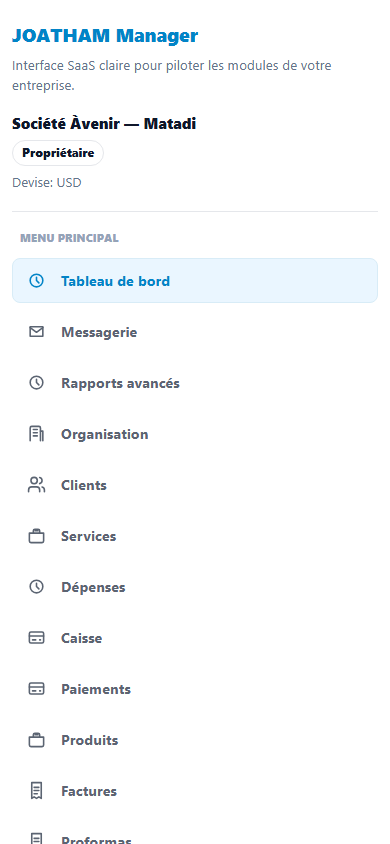 JOATHAM Manager
Interface SaaS claire pour piloter les modules de votre
entreprise.
Société Àvenir — Matadi
Propriétaire
Devise: USD
MENU PRINCIPAL
Tableau de bord
Messagerie
Rapports avancés
Organisation
Clients
Services
Dépenses
Caisse
Paiements
Produits
Factures
Proformas